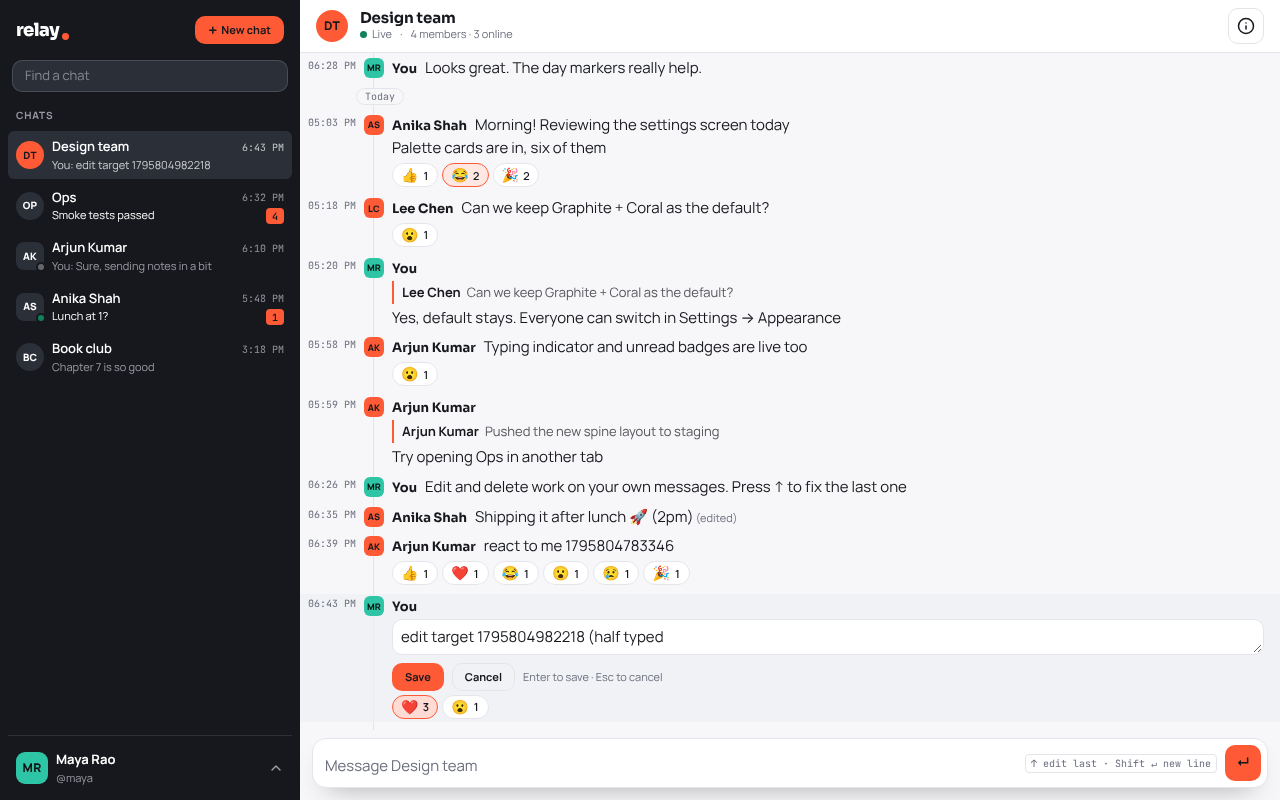 relay.
+ New chat
Find a chat
CHATS
DT
Design team
6:43 PM
You: edit target 1795804982218
OP
Ops
6:32 PM
Smoke tests passed
4
AK
Arjun Kumar
6:10 PM
You: Sure, sending notes in a bit
AS
Anika Shah
5:48 PM
Lunch at 1?
1
BC
Book club
3:18 PM
Chapter 7 is so good
MR
Maya Rao
@maya
DT
Design team
Live · 4 members · 3 online
06:28 PM MR You Looks great. The day markers really help.
Today
05:03 PM AS Anika Shah Morning! Reviewing the settings screen today
Palette cards are in, six of them
👍 1 😂 2 🎉 2
05:18 PM LC Lee Chen Can we keep Graphite + Coral as the default?
😮 1
05:20 PM MR You
Lee Chen Can we keep Graphite + Coral as the default?
Yes, default stays. Everyone can switch in Settings → Appearance
05:58 PM AK Arjun Kumar Typing indicator and unread badges are live too
😮 1
05:59 PM AK Arjun Kumar
Arjun Kumar Pushed the new spine layout to staging
Try opening Ops in another tab
06:26 PM MR You Edit and delete work on your own messages. Press ↑ to fix the last one
06:35 PM AS Anika Shah Shipping it after lunch 🚀 (2pm) (edited)
06:39 PM AK Arjun Kumar react to me 1795804783346
👍 1 ❤️ 1 😂 1 😮 1 😢 1 🎉 1
06:43 PM MR You
edit target 1795804982218 (half typed
Save Cancel Enter to save · Esc to cancel
❤️ 3 😮 1
Message Design team
↑ edit last · Shift ↵ new line